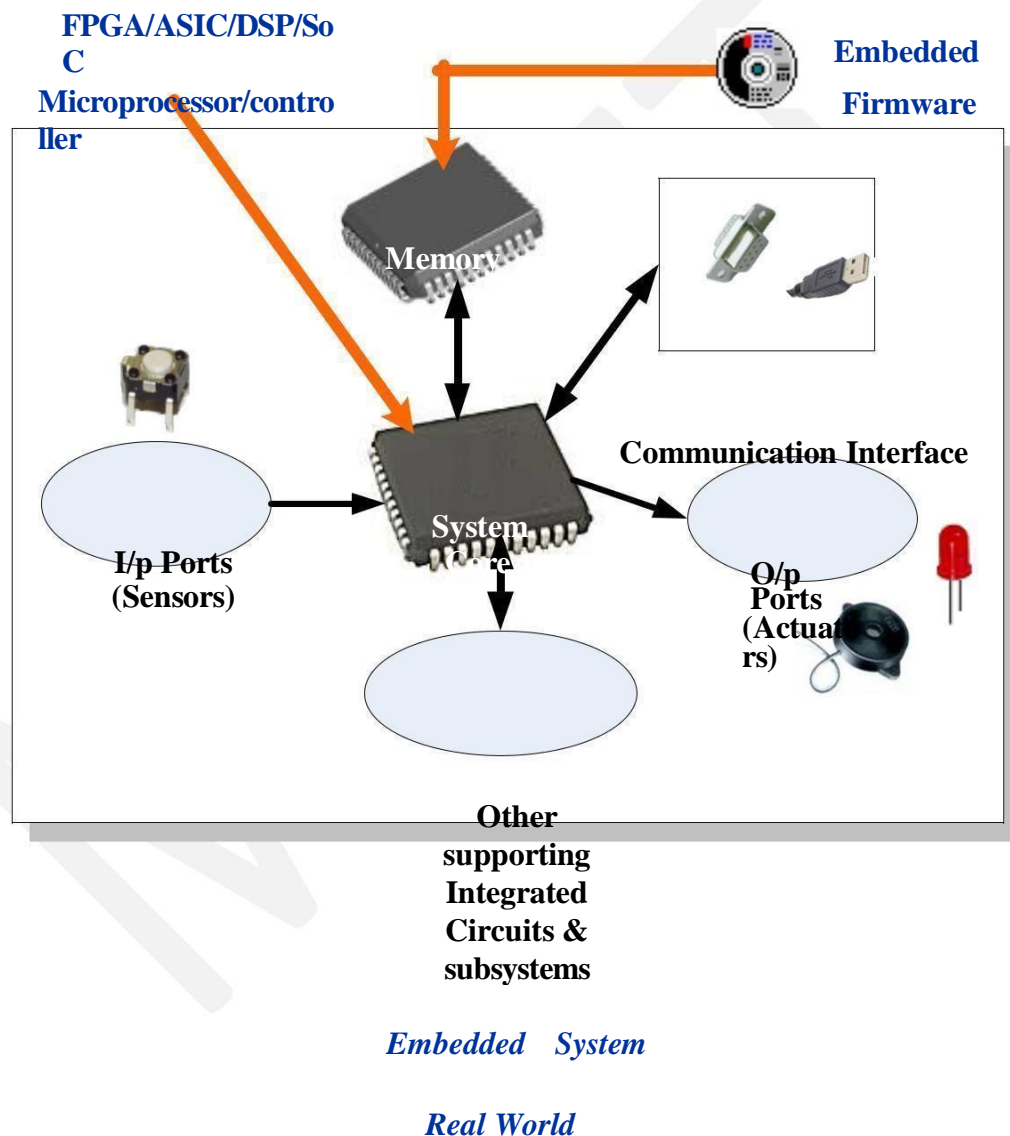 FPGA/ASIC/DSP/So
C
Microprocessor/contro
ller
Embedded
Firmware
Memory
Communication Interface
System
Core
I/p Ports
(Sensors)
O/p
Ports
(Actuat
rs)
Other
supporting
Integrated
Circuits &
subsystems
Embedded System
Real World